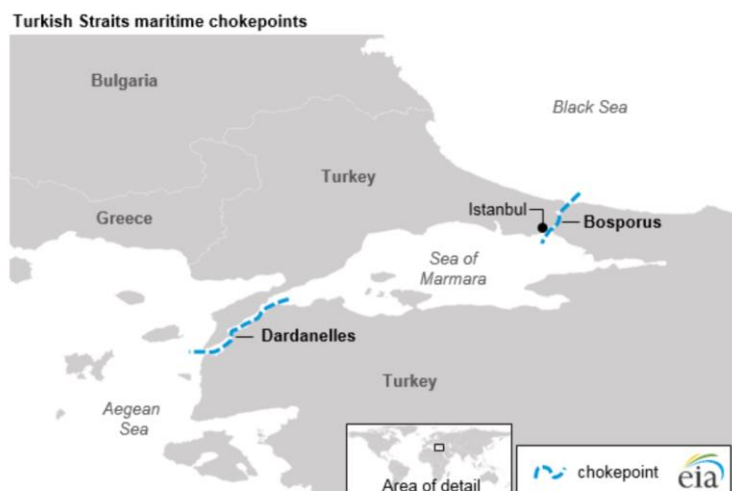 Turkish Straits maritime chokepoints
Bulgaria
Black Sea
Turkey
Istanbul
Bosporus
Greece
Sea of
Marmara
Dardanelles
Turkey
Aegean
Sea
Area of detail
chokepoint
eia